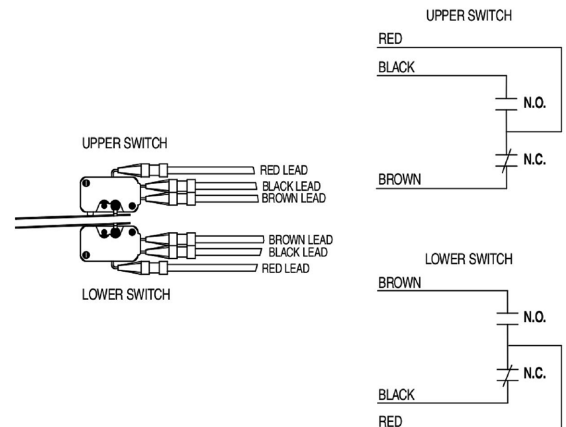 UPPER SWITCH
RED LEAD
BLACK LEAD
BROWN LEAD
BROWN LEAD
BLACK LEAD
RED LEAD
LOWER SWITCH
UPPER SWITCH
RED
BLACK
N.O.
N.C.
BROWN
LOWER SWITCH
BROWN
N.O.
N.C.
BLACK
RED